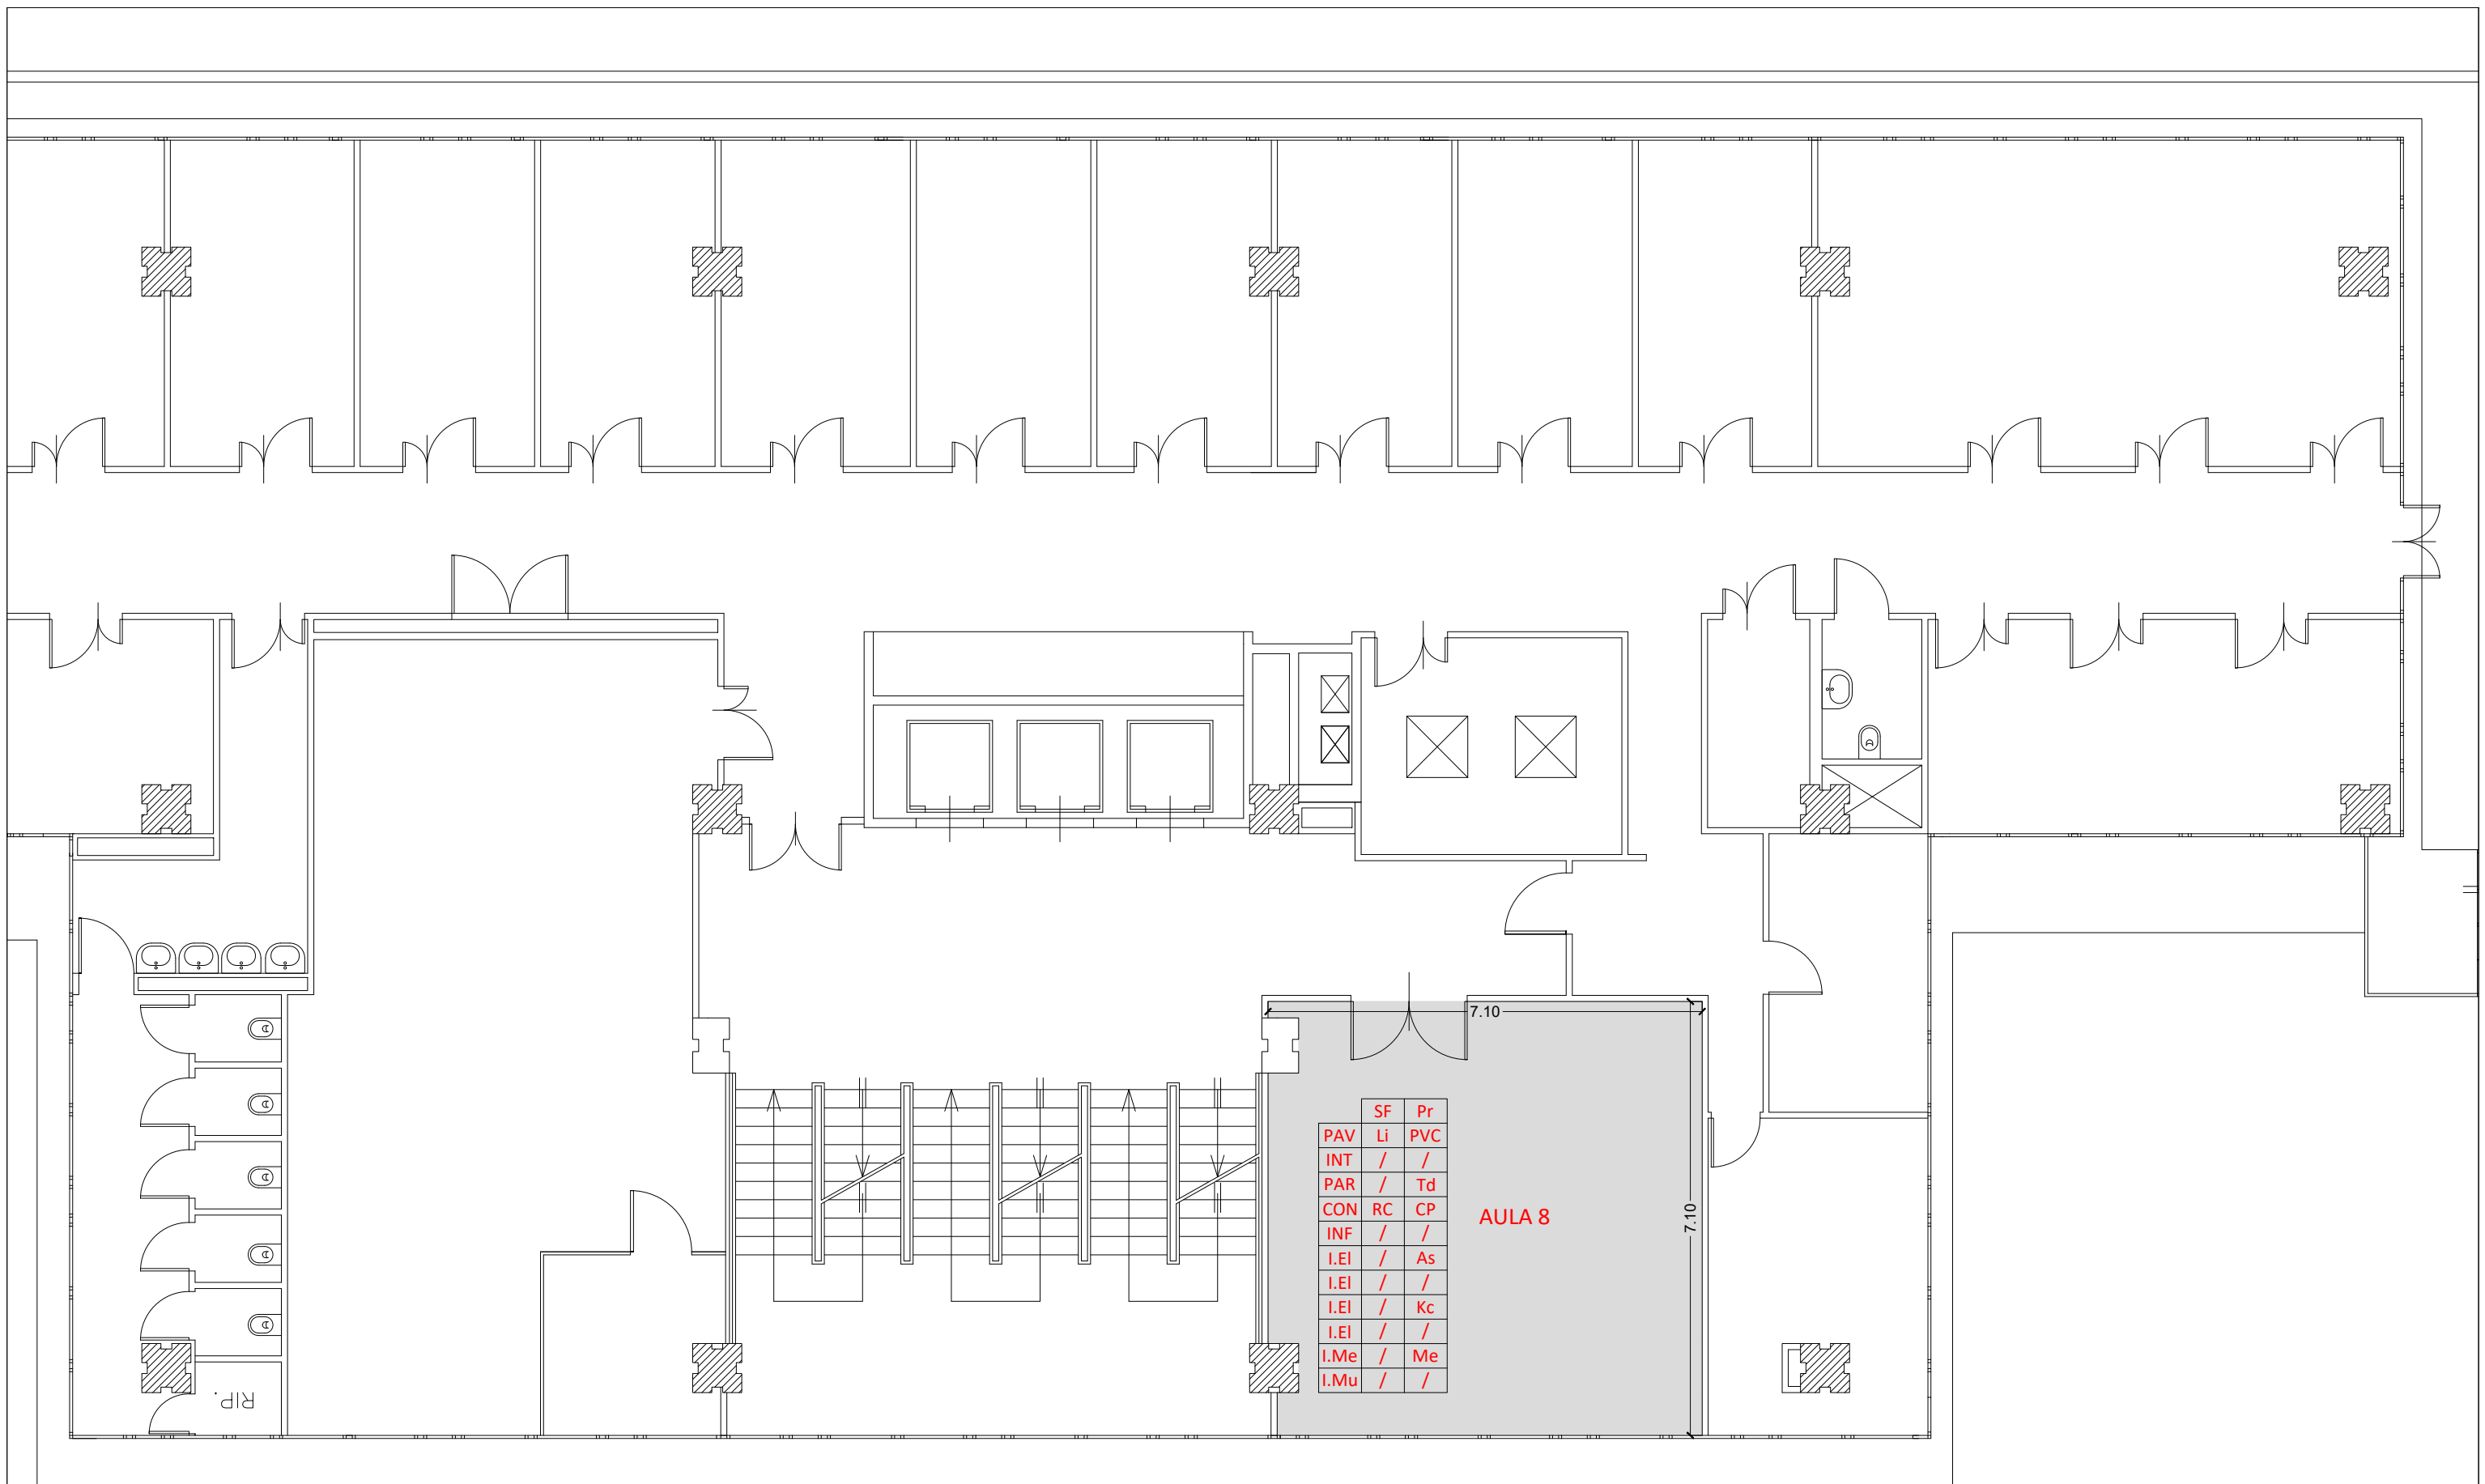 7.10
SF Pr
PAV Li PVC
INT / /
PAR / Td
CON RC CP
INF / /
I.El / As
I.El / /
I.El / Kc
I.El / /
I.Me / Me
I.Mu / /
AULA 8
7.10
RIP.